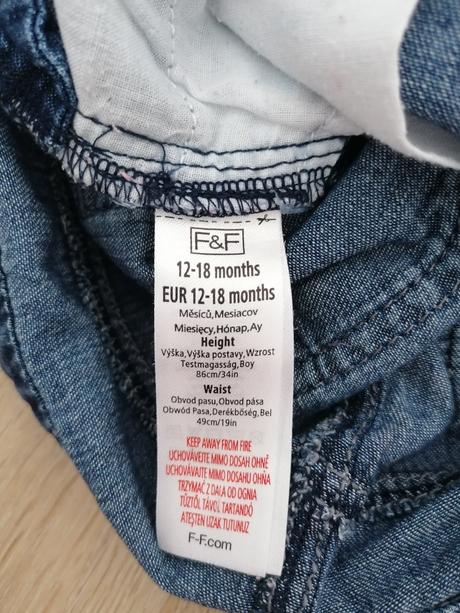 F&F
12-18 months
EUR 12-18 months
Měsíců,Mesiacov
Miesięcy,Hónap,Ay
Height
Výška,Výška postavy,Wzrost
Testmagasság,Boy
86cm/34in
Waist
Obvod pasu,Obvod pása
Obwód Pasa,Derékbőség,Bel
49cm/19in
KEEP AWAY FROM FIRE
UCHOVÁVEJTE MIMO DOSAH OHNĚ
UCHOVÁVAJTE MIMO DOSAHU OHŇA
TRZYMAĆ Z DALA OD OGNIA
TŰZTŐL TÁVOL TARTANDÓ
ATEŞTEN UZAK TUTUNUZ
F-F.com